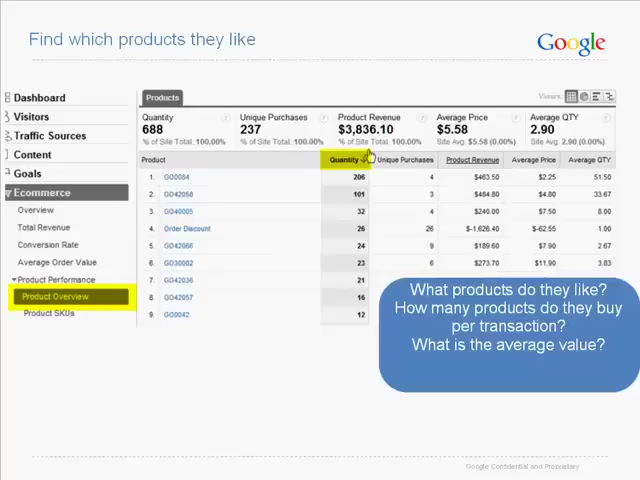 Find which products they like
Google
Dashboard
Visitors
Traffic Sources
Content
Goals
Ecommerce
Overview
Total Revenue
Conversion Rate
Average Order Value
Product Performance
Product Overview
Product SKUs
Products
Views:
Quantity Unique Purchases Product Revenue Average Price Average QTY
688 237 $3,836.10 $5.58 2.90
% of Site Total: 100.00% % of Site Total: 100.00% % of Site Total: 100.00% Site Avg: $5.58 (0.00%) Site Avg: 2.90 (0.00%)
Product Quantity Unique Purchases Product Revenue Average Price Average QTY
1. GO0084 206 4 $463.50 $2.25 51.50
2. GO42058 101 3 $484.80 $4.80 33.67
3. GO40005 32 4 $240.00 $7.50 8.00
4. Order Discount 26 26 $-1,626.40 $-62.55 1.00
5. GO42066 24 9 $189.60 $7.90 2.67
6. GO30002 23 6 $273.70 $11.90 3.83
7. GO42036 21
8. GO42057 16
9. GO0042 12
What products do they like?
How many products do they buy
per transaction?
What is the average value?
Google Confidential and Proprietary